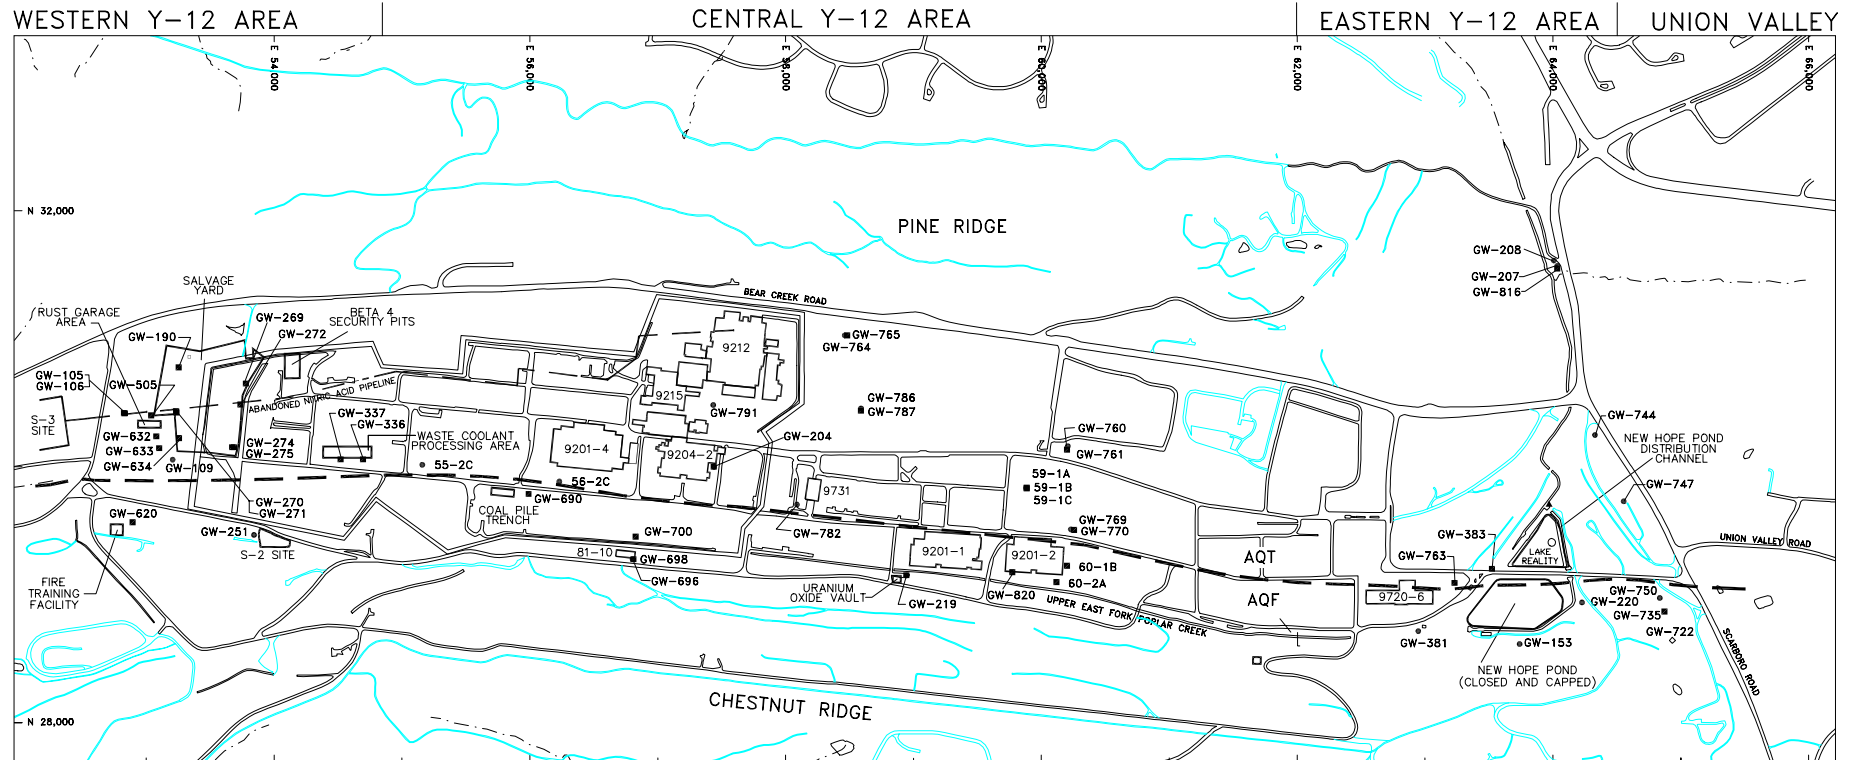 WESTERN Y-12 AREA
CENTRAL Y-12 AREA
EASTERN Y-12 AREA
UNION VALLEY
E 54,000
E 56,000
E 58,000
E 60,000
E 62,000
E 64,000
E 66,000
N 32,000
PINE RIDGE
GW-208
GW-207
GW-816
SALVAGE
YARD
BEAR CREEK ROAD
RUST GARAGE
AREA
GW-269
BETA 4
SECURITY PITS
GW-190
GW-272
9212
GW-765
GW-764
GW-105
GW-106
GW-505
ABANDONED NITRIC ACID PIPELINE
9215
GW-786
GW-787
S-3
SITE
GW-337
GW-336
GW-791
GW-744
GW-632
GW-633
GW-634
GW-109
GW-274
GW-275
WASTE COOLANT
PROCESSING AREA
9201-4
9204-2
GW-204
GW-760
GW-761
NEW HOPE POND
DISTRIBUTION
CHANNEL
55-2C
56-2C
59-1A
59-1B
59-1C
GW-747
GW-270
GW-271
GW-690
9731
COAL PILE
TRENCH
GW-620
GW-251
S-2 SITE
GW-700
GW-782
GW-769
GW-770
GW-383
UNION VALLEY ROAD
81-10
GW-698
GW-696
9201-1
9201-2
AQT
GW-763
LAKE
REALITY
FIRE
TRAINING
FACILITY
URANIUM
OXIDE VAULT
GW-219
60-1B
60-2A
GW-820
AQF
9720-6
GW-750
GW-220
GW-735
GW-722
UPPER EAST FORK POPLAR CREEK
GW-381
GW-153
SCARBORO ROAD
NEW HOPE POND
(CLOSED AND CAPPED)
CHESTNUT RIDGE
N 28,000